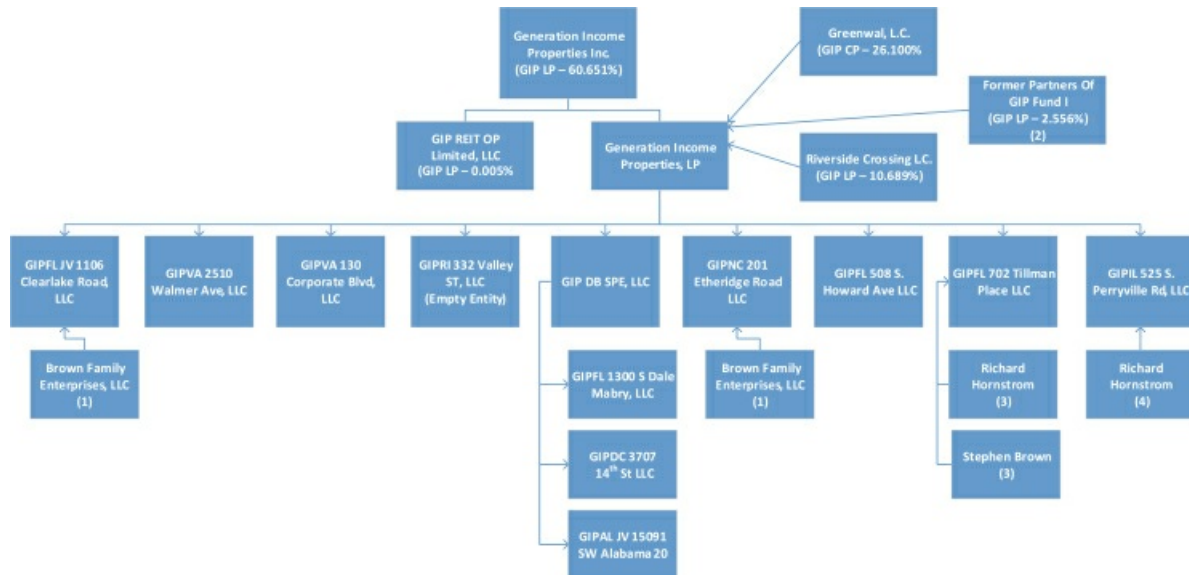 Generation Income
Properties Inc.
(GIP LP – 60.651%)
Greenwal, L.C.
(GIP CP – 26.100%
Former Partners Of
GIP Fund I
(GIP LP – 2.556%)
(2)
GIP REIT OP
Limited, LLC
(GIP LP – 0.005%
Generation Income
Properties, LP
Riverside Crossing LC.
(GIP LP – 10.689%)
GIPFL JV 1106
Clearlake Road,
LLC
GIPVA 2510
Walmer Ave, LLC
GIPVA 130
Corporate Blvd,
LLC
GIPRI 332 Valley
ST, LLC
(Empty Entity)
GIP DB SPE, LLC
GIPNC 201
Etheridge Road
LLC
GIPFL 508 S.
Howard Ave LLC
GIPFL 702 Tillman
Place LLC
GIPIL 525 S.
Perryville Rd, LLC
Brown Family
Enterprises, LLC
(1)
GIPFL 1300 S Dale
Mabry, LLC
Brown Family
Enterprises, LLC
(1)
Richard
Hornstrom
(3)
Richard
Hornstrom
(4)
GIPDC 3707
14th St LLC
Stephen Brown
(3)
GIPAL JV 15091
SW Alabama 20